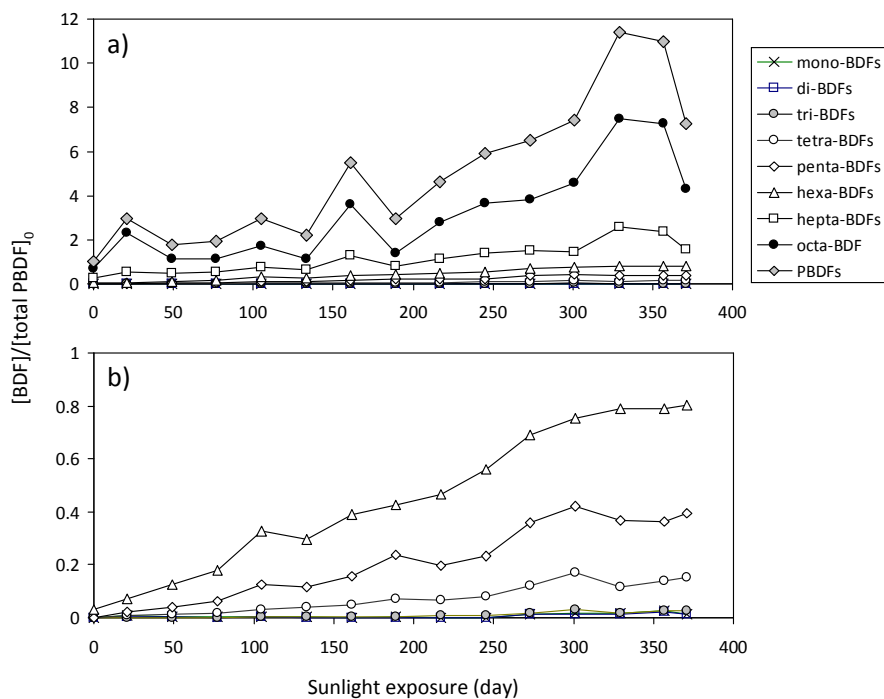 a)
12
10
8
6
4
2
0
0 50 100 150 200 250 300 350 400
mono-BDFs
di-BDFs
tri-BDFs
tetra-BDFs
penta-BDFs
hexa-BDFs
hepta-BDFs
octa-BDF
PBDFs
[BDF]/[total PBDF]0
b)
1
0.8
0.6
0.4
0.2
0
0 50 100 150 200 250 300 350 400
Sunlight exposure (day)